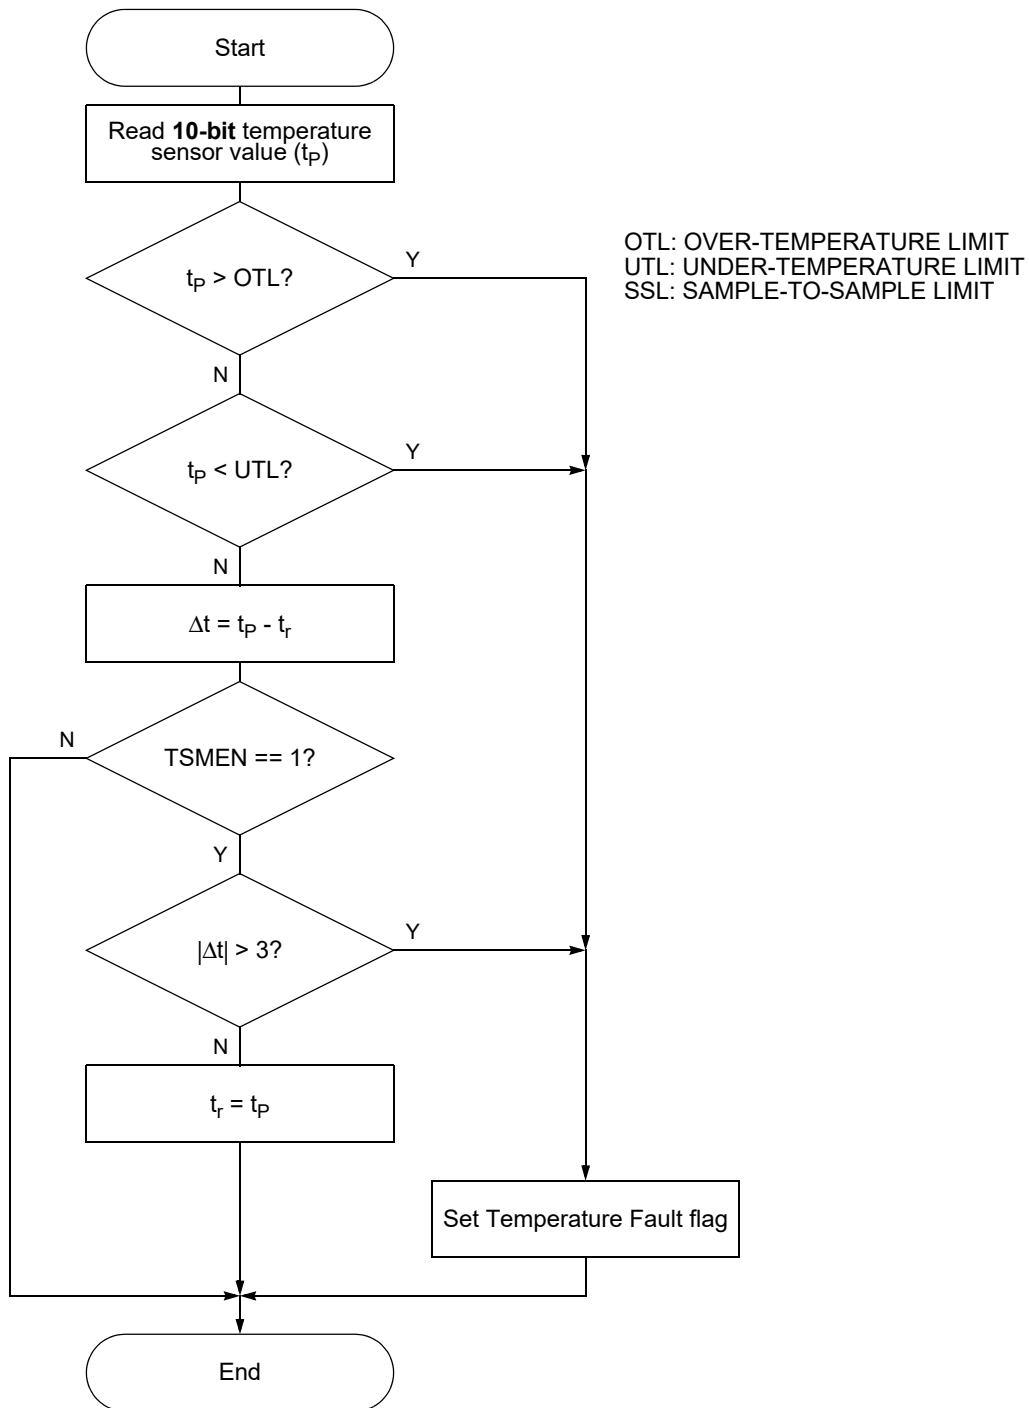 Start
Read 10-bit temperature
sensor value (tP)
tP > OTL?
Y
OTL: OVER-TEMPERATURE LIMIT
UTL: UNDER-TEMPERATURE LIMIT
SSL: SAMPLE-TO-SAMPLE LIMIT
N
tP < UTL?
Y
N
Δt = tP - tr
N
TSMEN == 1?
Y
|Δt| > 3?
Y
N
tr = tP
Set Temperature Fault flag
End